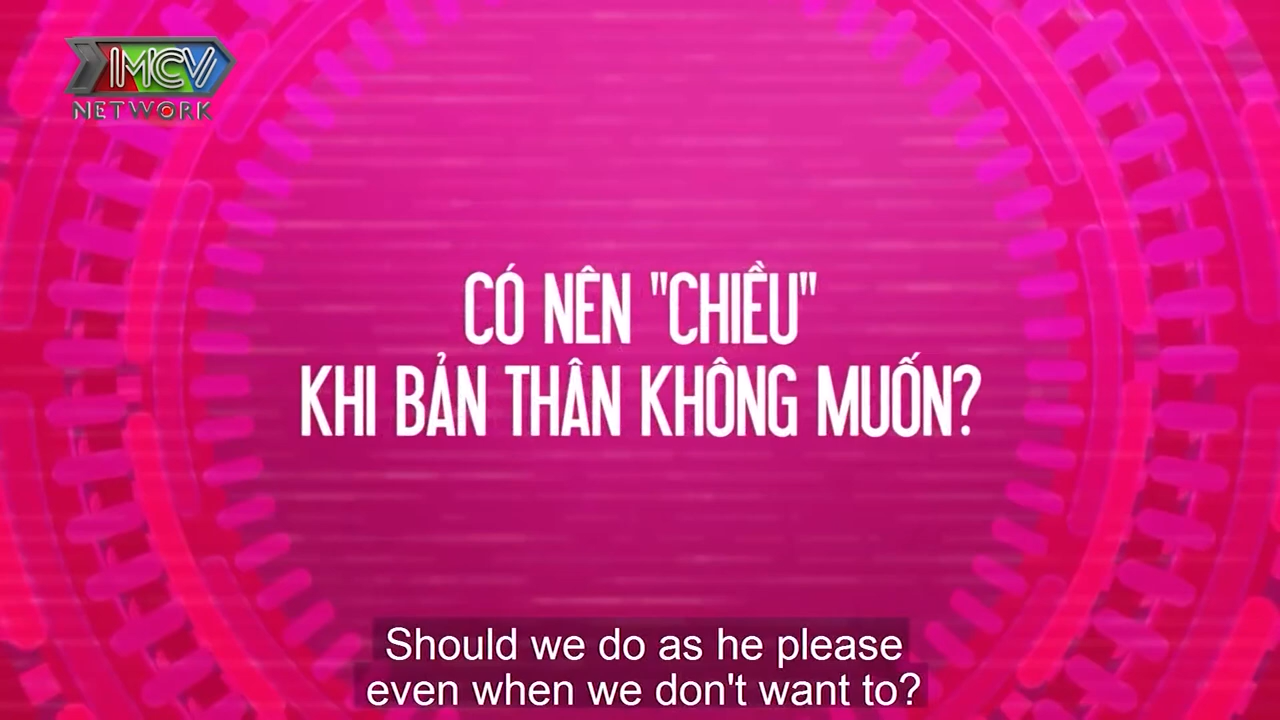 MCV
NETWORK
CÓ NÊN "CHIỀU"
KHI BẢN THÂN KHÔNG MUỐN?
Should we do as he please
even when we don't want to?